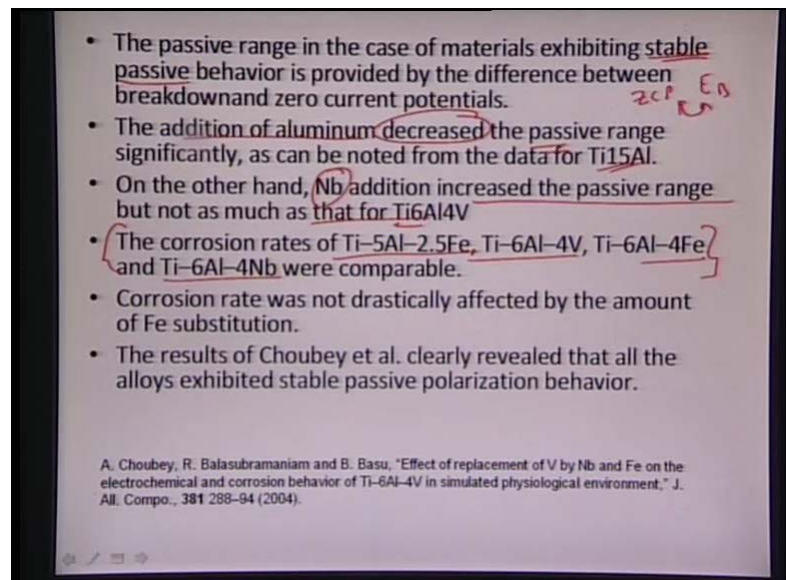 • The passive range in the case of materials exhibiting stable
passive behavior is provided by the difference between
breakdownand zero current potentials.
ZCP EB
• The addition of aluminum decreased the passive range
significantly, as can be noted from the data for Ti15Al.
• On the other hand, Nb addition increased the passive range
but not as much as that for Ti6Al4V
• The corrosion rates of Ti–5Al–2.5Fe, Ti–6Al–4V, Ti–6Al–4Fe
and Ti–6Al–4Nb were comparable.
• Corrosion rate was not drastically affected by the amount
of Fe substitution.
• The results of Choubey et al. clearly revealed that all the
alloys exhibited stable passive polarization behavior.
A. Choubey, R. Balasubramaniam and B. Basu, "Effect of replacement of V by Nb and Fe on the
electrochemical and corrosion behavior of Ti–6Al–4V in simulated physiological environment," J.
All. Compo., 381 288–94 (2004).